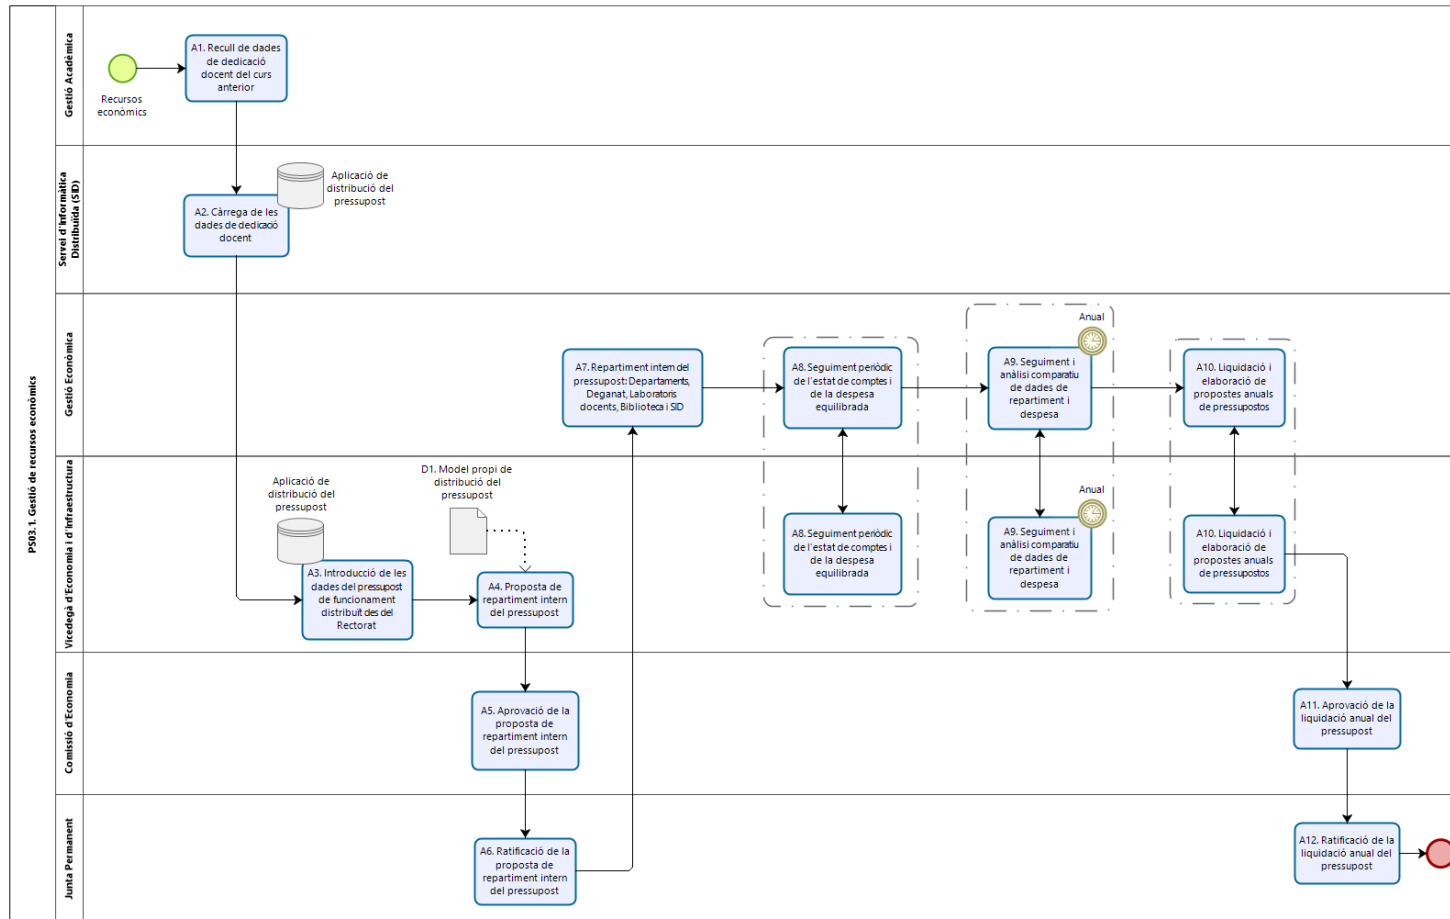 PS03.1. Gestió de recursos econòmics
Gestió Acadèmica
Recursos
econòmics
A1. Recull de dades
de dedicació
docent del curs
anterior
Servei d'Informàtica
Distribuïda (SID)
A2. Càrrega de les
dades de dedicació
docent
Aplicació de
distribució del
pressupost
Gestió Econòmica
A7. Repartiment intern del
pressupost: Departaments,
Deganat, Laboratoris
docents, Biblioteca i SID
A8. Seguiment periòdic
de l'estat de comptes i
de la despesa
equilibrada
Anual
A9. Seguiment i
anàlisi comparatiu
de dades de
repartiment i
despesa
A10. Liquidació i
elaboració de
propostes anuals
de pressupostos
Vicedegà d'Economia i d'Infraestructura
Aplicació de
distribució del
pressupost
A3. Introducció de les
dades del pressupost
de funcionament
distribuït des del
Rectorat
D1. Model propi de
distribució del
pressupost
A4. Proposta de
repartiment intern
del pressupost
A8. Seguiment periòdic
de l'estat de comptes i
de la despesa
equilibrada
Anual
A9. Seguiment i
anàlisi comparatiu
de dades de
repartiment i
despesa
A10. Liquidació i
elaboració de
propostes anuals
de pressupostos
Comissió d'Economia
A5. Aprovació de la
proposta de
repartiment intern
del pressupost
A11. Aprovació de la
liquidació anual del
pressupost
Junta Permanent
A6. Ratificació de la
proposta de
repartiment intern
del pressupost
A12. Ratificació de la
liquidació anual del
pressupost